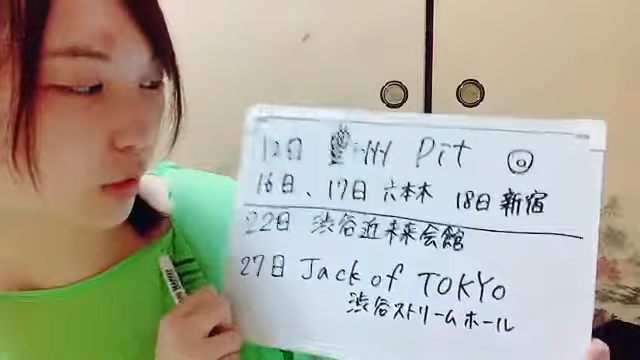 12日 Pit
16日、17日 六本木 18日 新宿
22日 渋谷近未来会館
27日 Jack of TOKYO
渋谷ストリームホール